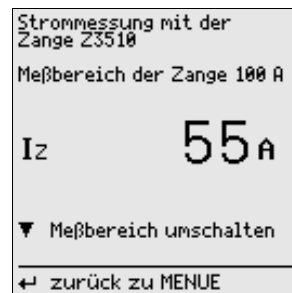 Strommessung mit der
Zange Z3510
Meßbereich der Zange 100 A
Iz 55 A
▼ Meßbereich umschalten
↵ zurück zu MENUE